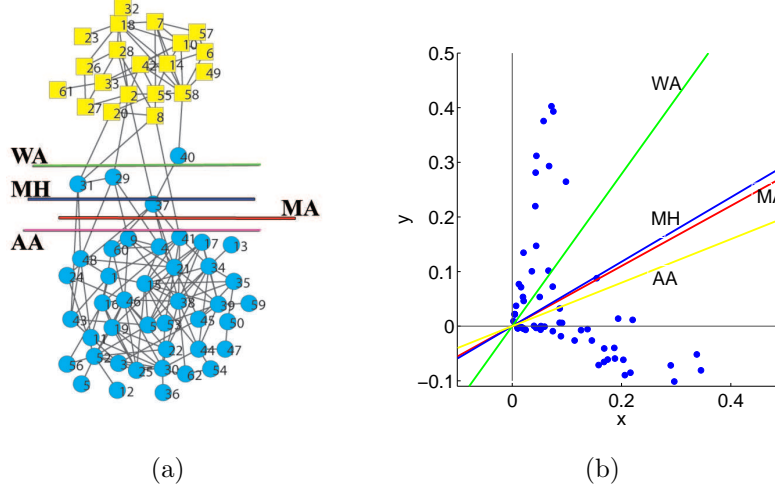 32
18 7
23 57
10
28 6
26 42 14 49
33
61 2 55 58
27 20 8
40
WA
31 29
MH
37
MA
AA
9 4 41 17 13
60
48 21 34
24 1 15 35
16 46 38 39 59
43 19 5 53 45 50
11 22 44 47
56 52 3 25 30 62 54
5 12 36
(a)
0.5
0.4
0.3
0.2
0.1
0
−0.1
0 0.2 0.4
y
x
WA
MH
MA
AA
(b)